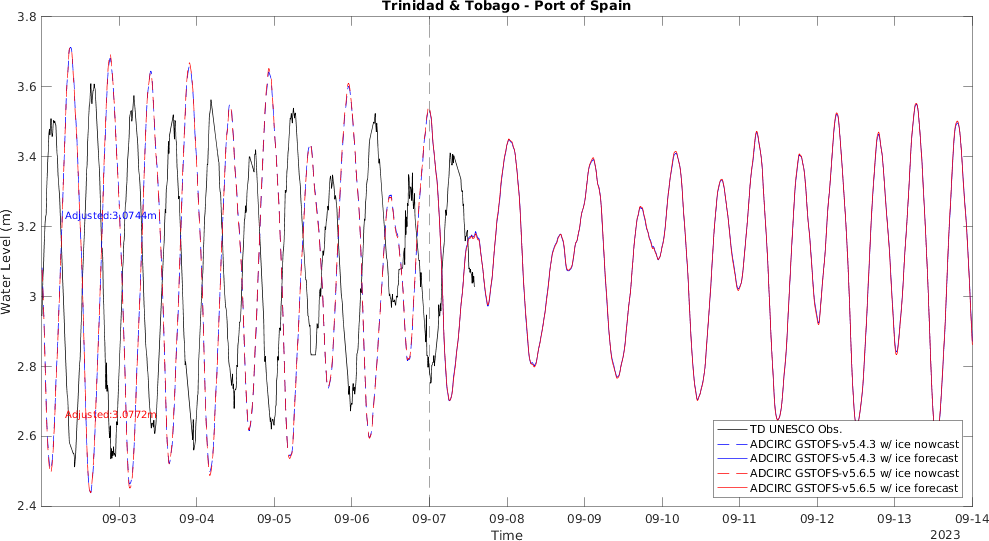 Trinidad & Tobago - Port of Spain
3.8
3.6
3.4
3.2
3
2.8
2.6
2.4
Water Level (m)
Adjusted:3.0744m
Adjusted:3.0772m
TD UNESCO Obs.
ADCIRC GSTOFS-v5.4.3 w/ ice nowcast
ADCIRC GSTOFS-v5.4.3 w/ ice forecast
ADCIRC GSTOFS-v5.6.5 w/ ice nowcast
ADCIRC GSTOFS-v5.6.5 w/ ice forecast
09-03 09-04 09-05 09-06 09-07 09-08 09-09 09-10 09-11 09-12 09-13 09-14
Time
2023